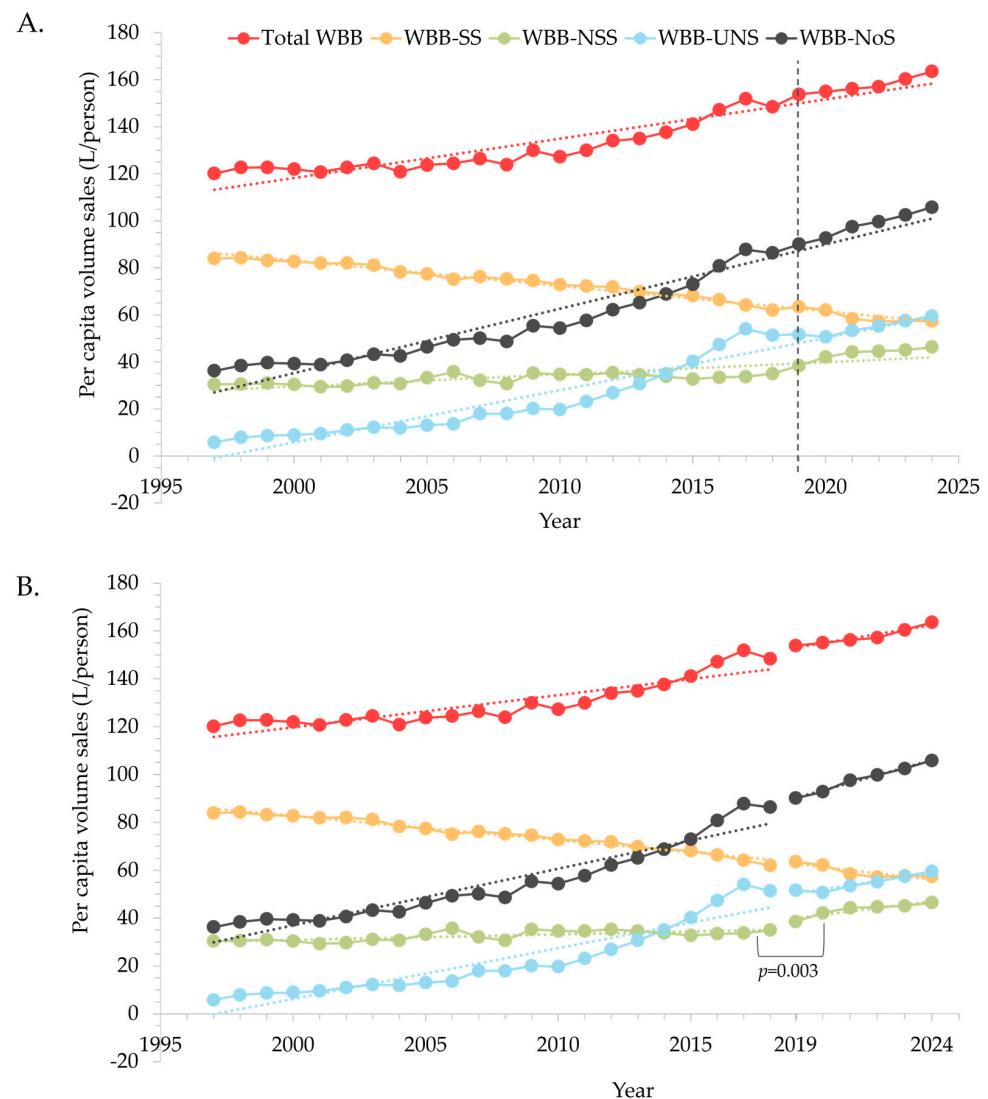 A.
Total WBB WBB-SS WBB-NSS WBB-UNS WBB-NoS
Per capita volume sales (L/person)
180
160
140
120
100
80
60
40
20
0
-20
1995 2000 2005 2010 2015 2020 2025
Year
B.
Per capita volume sales (L/person)
180
160
140
120
100
80
60
40
20
0
-20
p=0.003
1995 2000 2005 2010 2015 2019 2024
Year